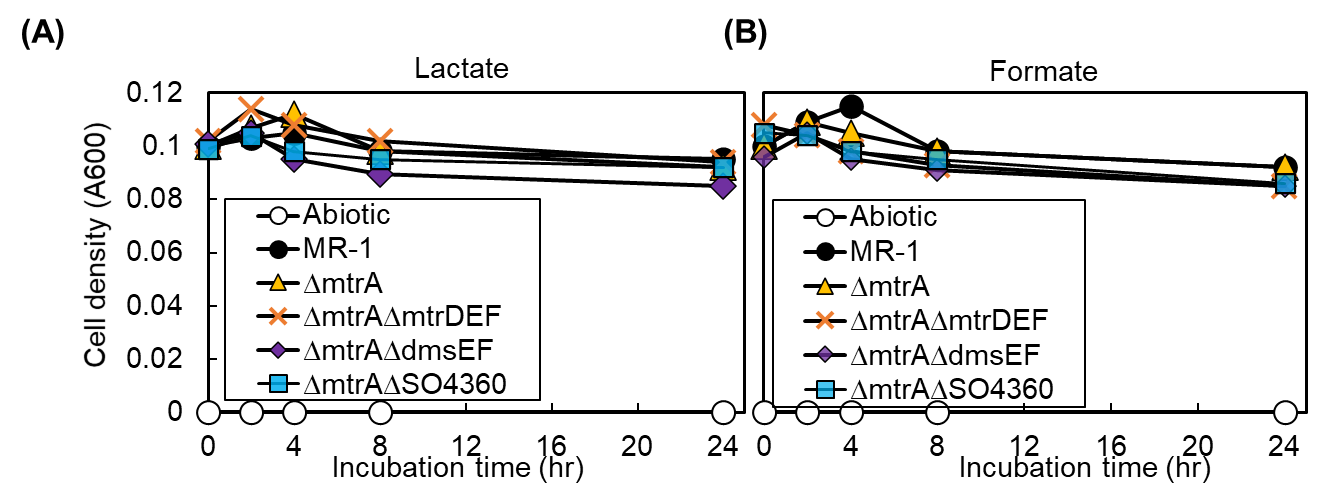 (A)
Lactate
Cell density (A600)
0.12
0.1
0.08
0.06
0.04
0.02
0
Abiotic
MR-1
ΔmtrA
ΔmtrAΔmtrDEF
ΔmtrAΔdmsEF
ΔmtrAΔSO4360
0 4 8 12 16 20 24
Incubation time (hr)
(B)
Formate
Abiotic
MR-1
ΔmtrA
ΔmtrAΔmtrDEF
ΔmtrAΔdmsEF
ΔmtrAΔSO4360
0 4 8 12 16 20 24
Incubation time (hr)